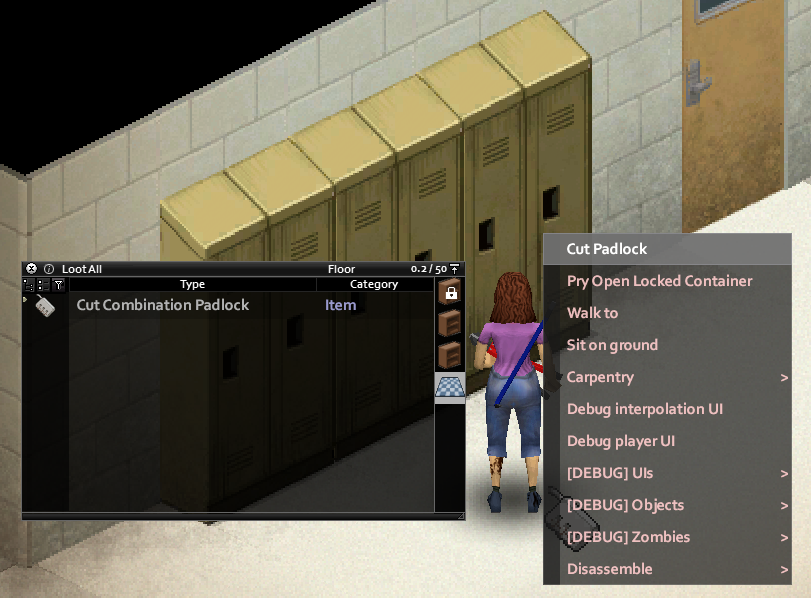 Loot All Floor 0.2 / 50
Type Category
Cut Combination Padlock Item
Cut Padlock
Pry Open Locked Container
Walk to
Sit on ground
Carpentry >
Debug interpolation UI
Debug player UI
[DEBUG] UIs >
[DEBUG] Objects >
[DEBUG] Zombies >
Disassemble >